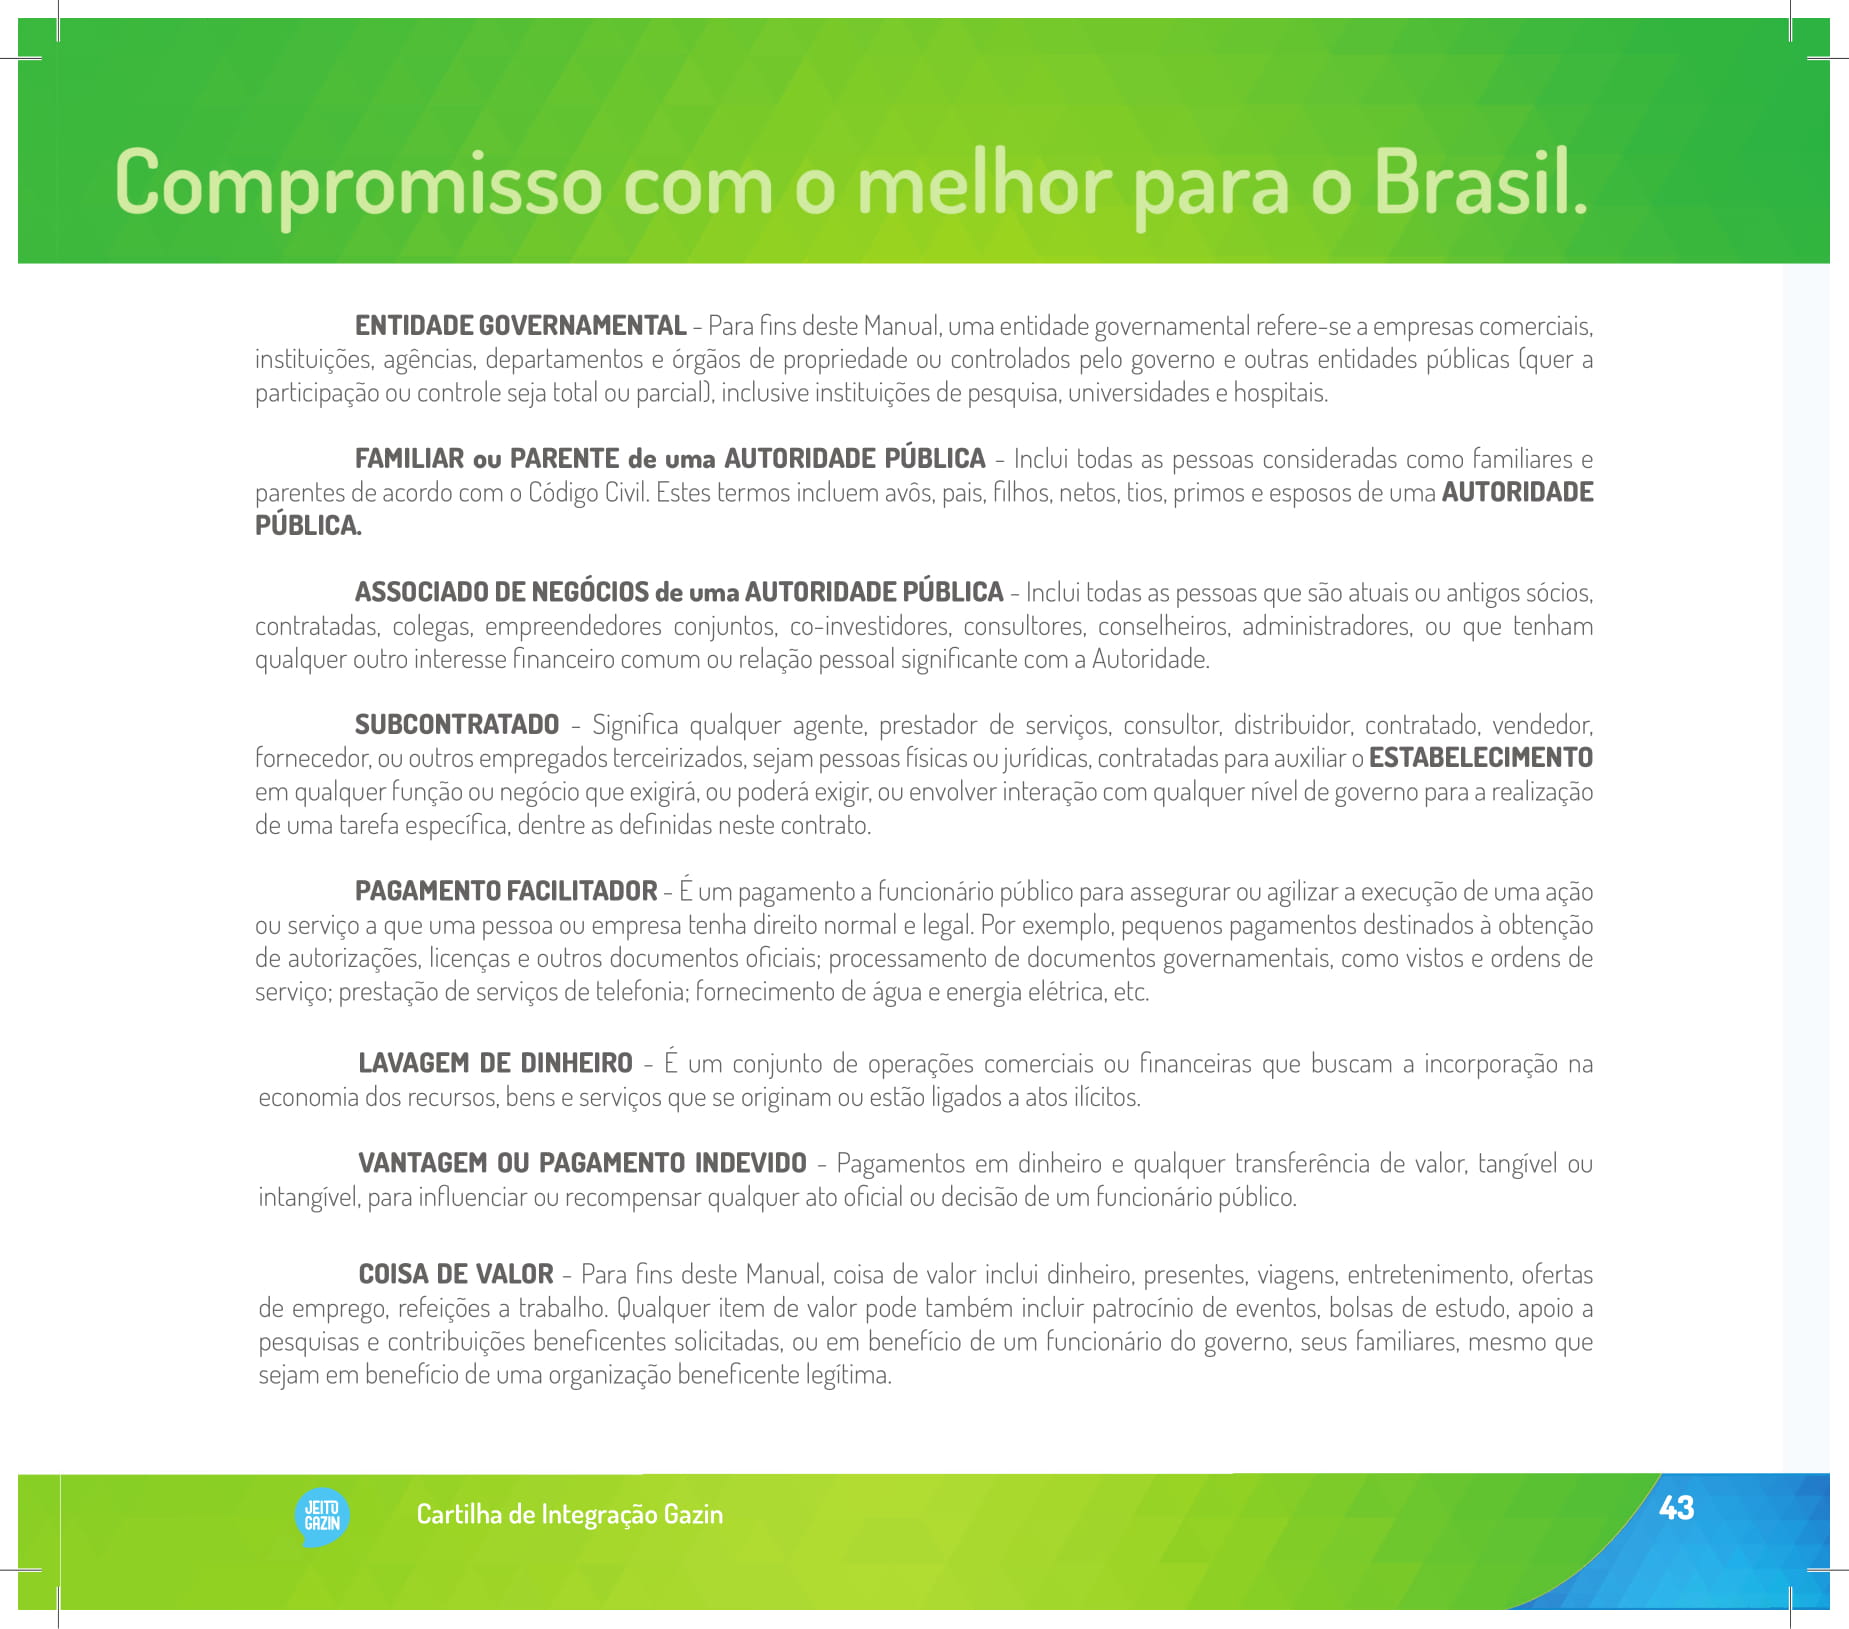 Compromisso com o melhor para o Brasil.
ENTIDADE GOVERNAMENTAL - Para fins deste Manual, uma entidade governamental refere-se a empresas comerciais,
instituições, agências, departamentos e órgãos de propriedade ou controlados pelo governo e outras entidades públicas (quer a
participação ou controle seja total ou parcial), inclusive instituições de pesquisa, universidades e hospitais.
FAMILIAR ou PARENTE de uma AUTORIDADE PÚBLICA - Inclui todas as pessoas consideradas como familiares e
parentes de acordo com o Código Civil. Estes termos incluem avôs, pais, filhos, netos, tios, primos e esposos de uma AUTORIDADE
PÚBLICA.
ASSOCIADO DE NEGÓCIOS de uma AUTORIDADE PÚBLICA - Inclui todas as pessoas que são atuais ou antigos sócios,
contratadas, colegas, empreendedores conjuntos, co-investidores, consultores, conselheiros, administradores, ou que tenham
qualquer outro interesse financeiro comum ou relação pessoal significante com a Autoridade.
SUBCONTRATADO - Significa qualquer agente, prestador de serviços, consultor, distribuidor, contratado, vendedor,
fornecedor, ou outros empregados terceirizados, sejam pessoas físicas ou jurídicas, contratadas para auxiliar o ESTABELECIMENTO
em qualquer função ou negócio que exigirá, ou poderá exigir, ou envolver interação com qualquer nível de governo para a realização
de uma tarefa específica, dentre as definidas neste contrato.
PAGAMENTO FACILITADOR - É um pagamento a funcionário público para assegurar ou agilizar a execução de uma ação
ou serviço a que uma pessoa ou empresa tenha direito normal e legal. Por exemplo, pequenos pagamentos destinados à obtenção
de autorizações, licenças e outros documentos oficiais; processamento de documentos governamentais, como vistos e ordens de
serviço; prestação de serviços de telefonia; fornecimento de água e energia elétrica, etc.
LAVAGEM DE DINHEIRO - É um conjunto de operações comerciais ou financeiras que buscam a incorporação na
economia dos recursos, bens e serviços que se originam ou estão ligados a atos ilícitos.
VANTAGEM OU PAGAMENTO INDEVIDO - Pagamentos em dinheiro e qualquer transferência de valor, tangível ou
intangível, para influenciar ou recompensar qualquer ato oficial ou decisão de um funcionário público.
COISA DE VALOR - Para fins deste Manual, coisa de valor inclui dinheiro, presentes, viagens, entretenimento, ofertas
de emprego, refeições a trabalho. Qualquer item de valor pode também incluir patrocínio de eventos, bolsas de estudo, apoio a
pesquisas e contribuições beneficentes solicitadas, ou em benefício de um funcionário do governo, seus familiares, mesmo que
sejam em benefício de uma organização beneficente legítima.
JEITO
GAZIN
Cartilha de Integração Gazin
43